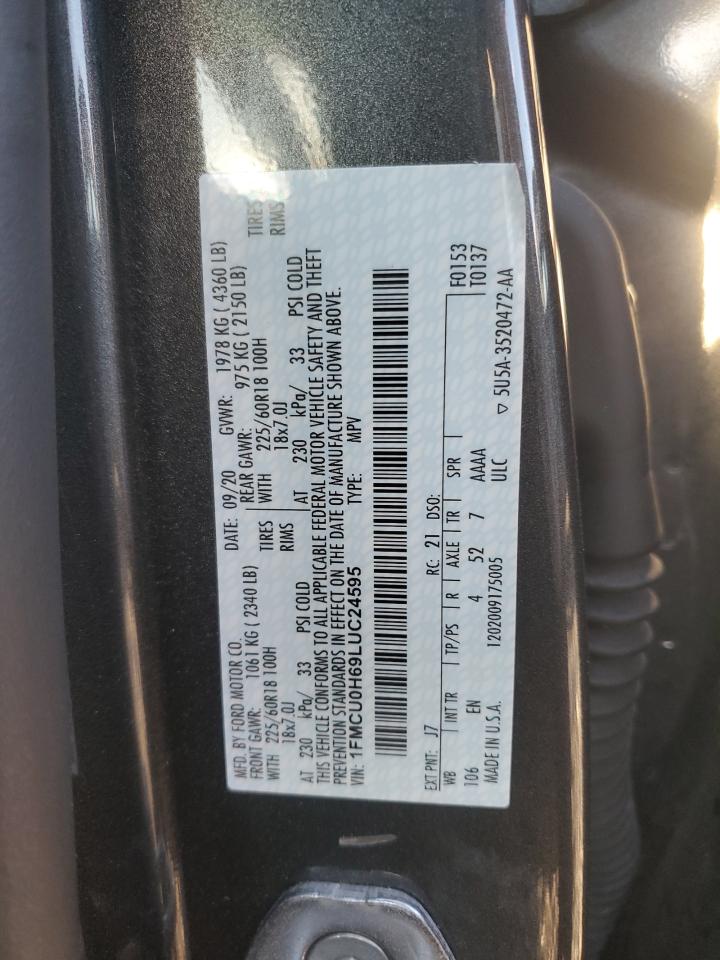 MFD. BY FORD MOTOR CO.
DATE: 09/20 GVWR: 1978 KG ( 4360 LB)
FRONT GAWR: 1061 KG ( 2340 LB) REAR GAWR: 975 KG ( 2150 LB)
WITH 225/60R18 100H TIRES WITH 225/60R18 100H TIRES
18x7.0J RIMS 18x7.0J RIMS
AT 230 kPa/ 33 PSI COLD AT 230 kPa/ 33 PSI COLD
THIS VEHICLE CONFORMS TO ALL APPLICABLE FEDERAL MOTOR VEHICLE SAFETY AND THEFT
PREVENTION STANDARDS IN EFFECT ON THE DATE OF MANUFACTURE SHOWN ABOVE.
VIN: 1FMCU0H69LUC24595 TYPE: MPV
EXT PNT: J7 RC: 21 DSO: F0153
WB INT TR TP/PS R AXLE TR SPR T0137
106 EN 4 52 7 AAAA
MADE IN U.S.A. 1202009175005 ULC ▽ 5U5A-3520472-AA